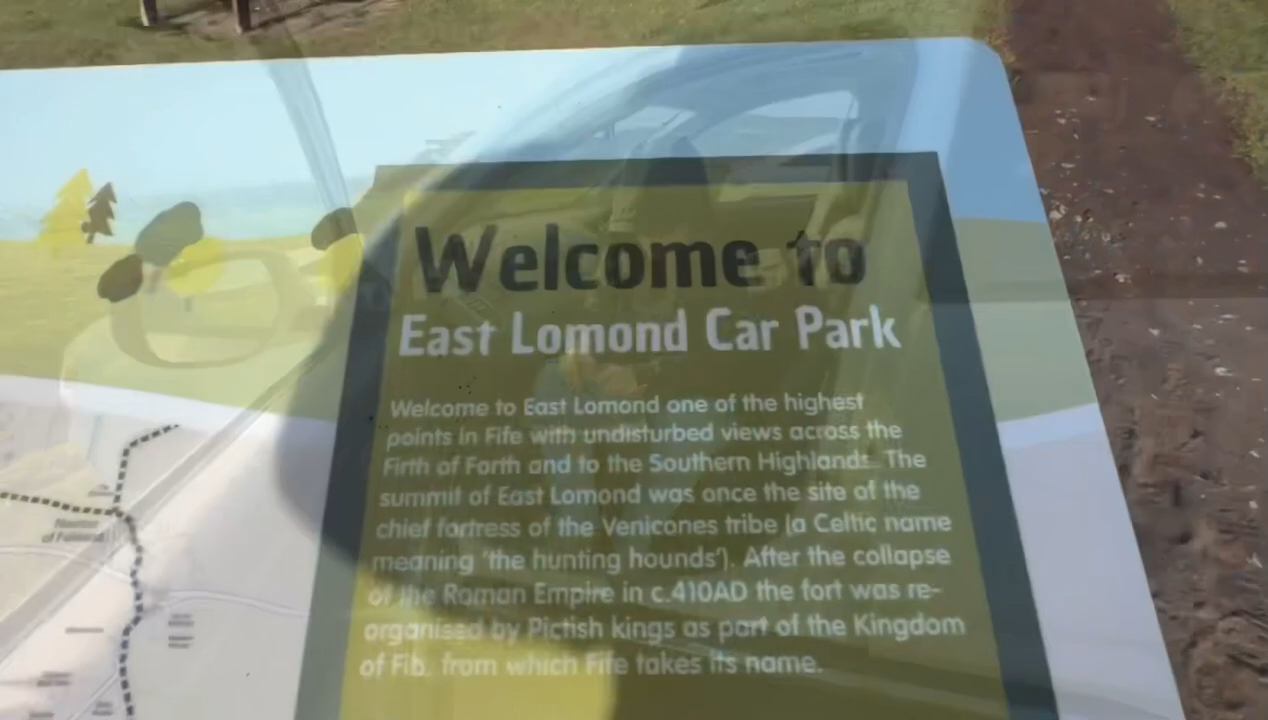 Welcome to
East Lomond Car Park
Welcome to East Lomond one of the highest
points in Fife with undisturbed views across the
Firth of Forth and to the Southern Highlands. The
summit of East Lomond was once the site of the
chief fortress of the Venicones tribe (a Celtic name
meaning 'the hunting hounds'). After the collapse
of the Roman Empire in c.410AD the fort was re-
organised by Pictish kings as part of the Kingdom
of Fib, from which Fife takes its name.